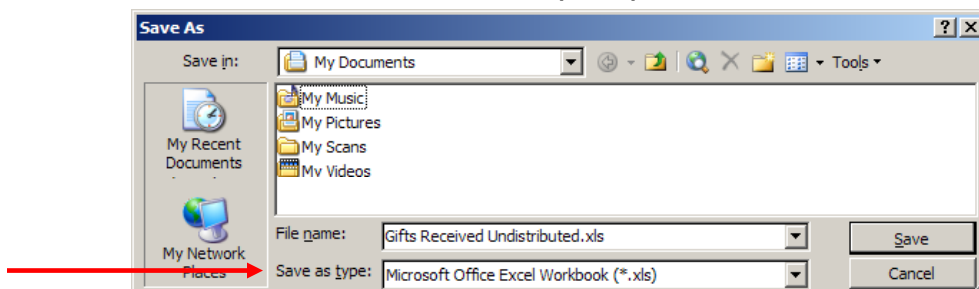 Save As
Save in:
My Documents
Tools
My Music
My Pictures
My Scans
My Videos
My Recent
Documents
My Network
Places
File name:
Gifts Received Undistributed.xls
Save
Save as type:
Microsoft Office Excel Workbook (*.xls)
Cancel